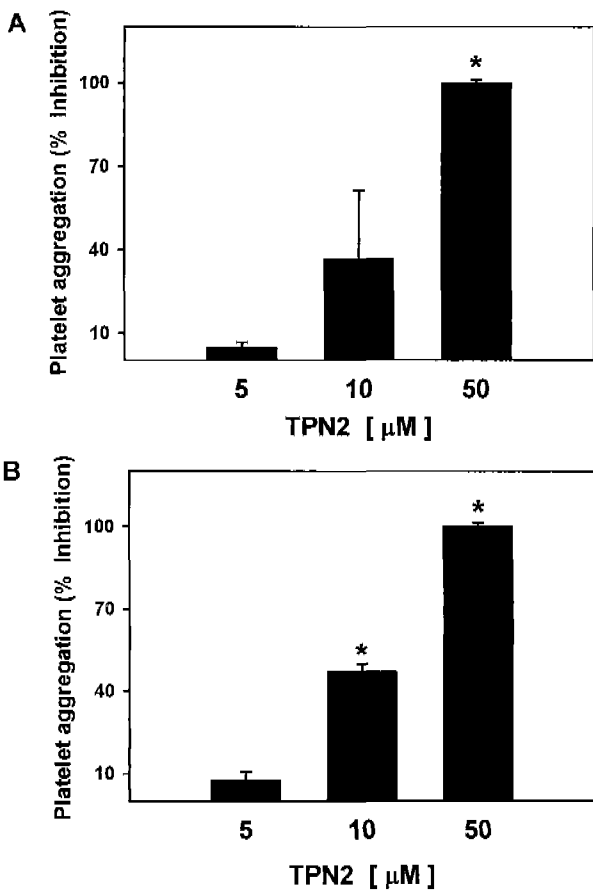 A
Platelet aggregation (% Inhibition)
100
70
40
10
*
5 10 50
TPN2 [ μM ]
B
Platelet aggregation (% Inhibition)
100
70
40
10
* *
5 10 50
TPN2 [ μM ]